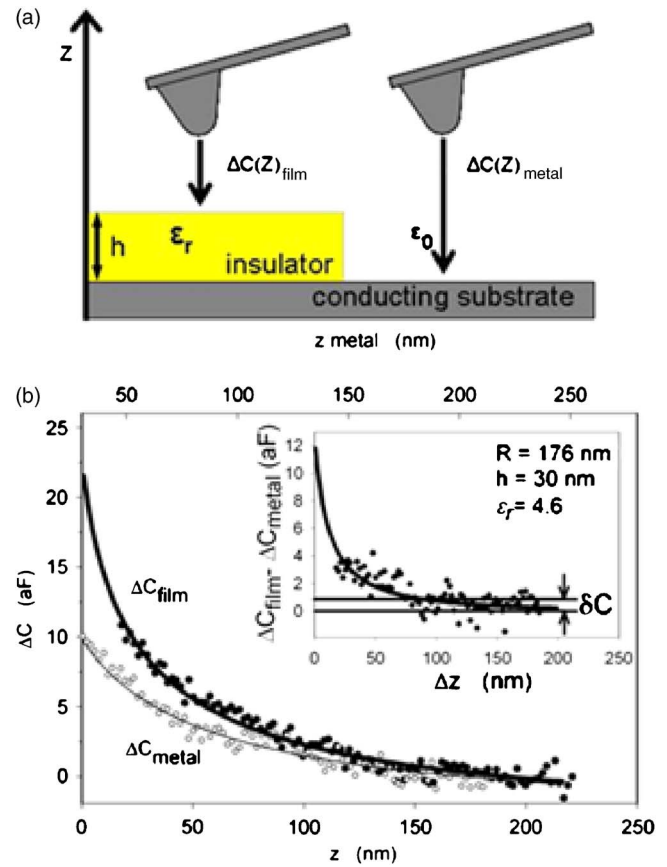 (a)
z
ΔC(Z)film
ΔC(Z)metal
h
εr
insulator
ε0
conducting substrate
z metal (nm)
(b)
50 100 150 200 250
25
20
15
10
5
0
ΔC (aF)
ΔCfilm
ΔCmetal
0 50 100 150 200 250
z (nm)
12
10
8
6
4
2
0
ΔCfilm- ΔCmetal (aF)
R = 176 nm
h = 30 nm
εr= 4.6
δC
0 50 100 150 200 250
Δz (nm)